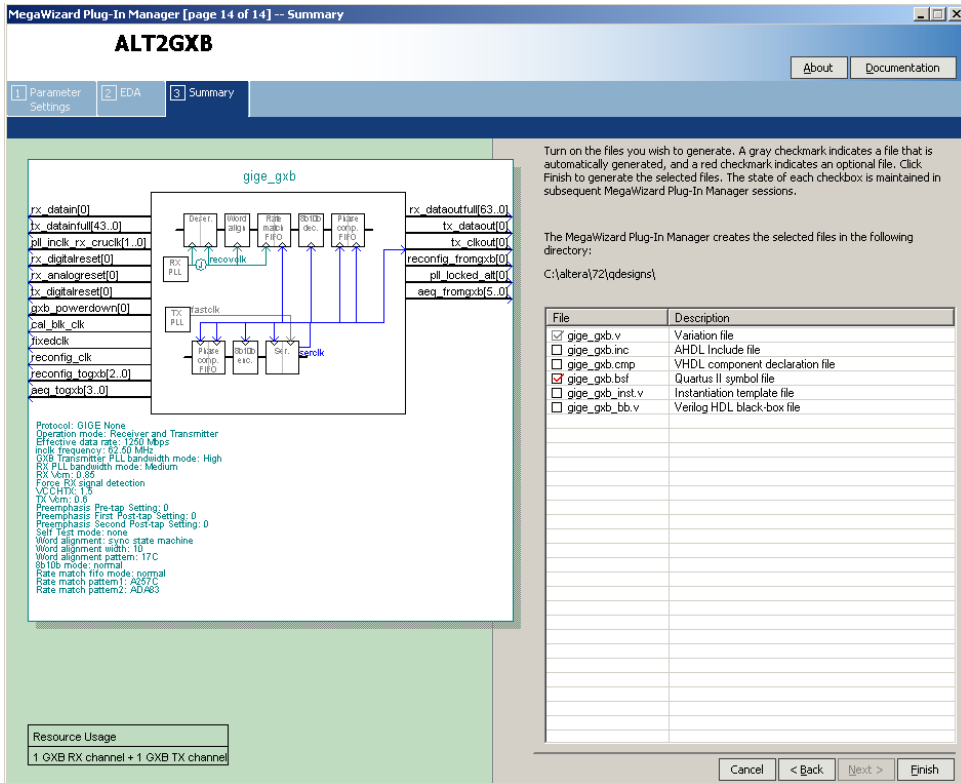 MegaWizard Plug-In Manager [page 14 of 14] -- Summary
ALT2GXB
About
Documentation
1 Parameter Settings
2 EDA
3 Summary
gige_gxb
rx_datain[0]
tx_datainfull[43..0]
pll_inclk_rx_cruclk[1..0]
rx_digitalreset[0]
rx_analogreset[0]
tx_digitalreset[0]
gxb_powerdown[0]
cal_blk_clk
fixedclk
reconfig_clk
reconfig_togxb[2..0]
aeq_togxb[3..0]
Deser.
Word align
Rate match FIFO
8b10b dec.
Phase comp. FIFO
RX PLL
recovclk
TX PLL
fastclk
Phase comp. FIFO
8b10b enc.
Ser.
serclk
rx_dataoutfull[63..0]
tx_dataout[0]
tx_clkout[0]
reconfig_fromgxb[0]
pll_locked_alt[0]
aeq_fromgxb[5..0]
Protocol: GIGE None
Operation mode: Receiver and Transmitter
Effective data rate: 1250 Mbps
inclk frequency: 62.50 MHz
GXB Transmitter PLL bandwidth mode: High
RX PLL bandwidth mode: Medium
RX Vcm: 0.85
Force RX signal detection
VCCHTX: 1.5
TX Vcm: 0.6
Preemphasis Pre-tap Setting: 0
Preemphasis First Post-tap Setting: 0
Preemphasis Second Post-tap Setting: 0
Self Test mode: none
Word alignment: sync state machine
Word alignment width: 10
Word alignment pattern: 17C
8b10b mode: normal
Rate match fifo mode: normal
Rate match pattern1: A257C
Rate match pattern2: ADA83
Resource Usage
1 GXB RX channel + 1 GXB TX channel
Turn on the files you wish to generate. A gray checkmark indicates a file that is
automatically generated, and a red checkmark indicates an optional file. Click
Finish to generate the selected files. The state of each checkbox is maintained in
subsequent MegaWizard Plug-In Manager sessions.
The MegaWizard Plug-In Manager creates the selected files in the following
directory:
C:\altera\72\qdesigns\
File Description
gige_gxb.v Variation file
gige_gxb.inc AHDL Include file
gige_gxb.cmp VHDL component declaration file
gige_gxb.bsf Quartus II symbol file
gige_gxb_inst.v Instantiation template file
gige_gxb_bb.v Verilog HDL black-box file
Cancel
< Back
Next >
Finish